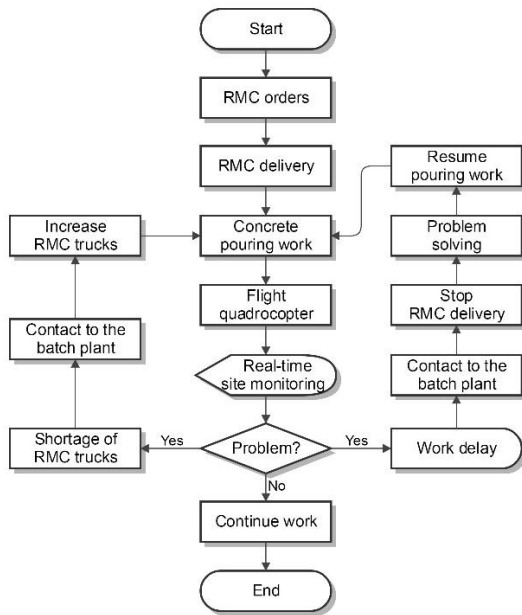 Start
RMC orders
RMC delivery
Resume
pouring work
Increase
RMC trucks
Concrete
pouring work
Problem
solving
Flight
quadrocopter
Stop
RMC delivery
Contact to the
batch plant
Real-time
site monitoring
Contact to the
batch plant
Shortage of
RMC trucks
Yes
Problem?
Yes
Work delay
No
Continue work
End